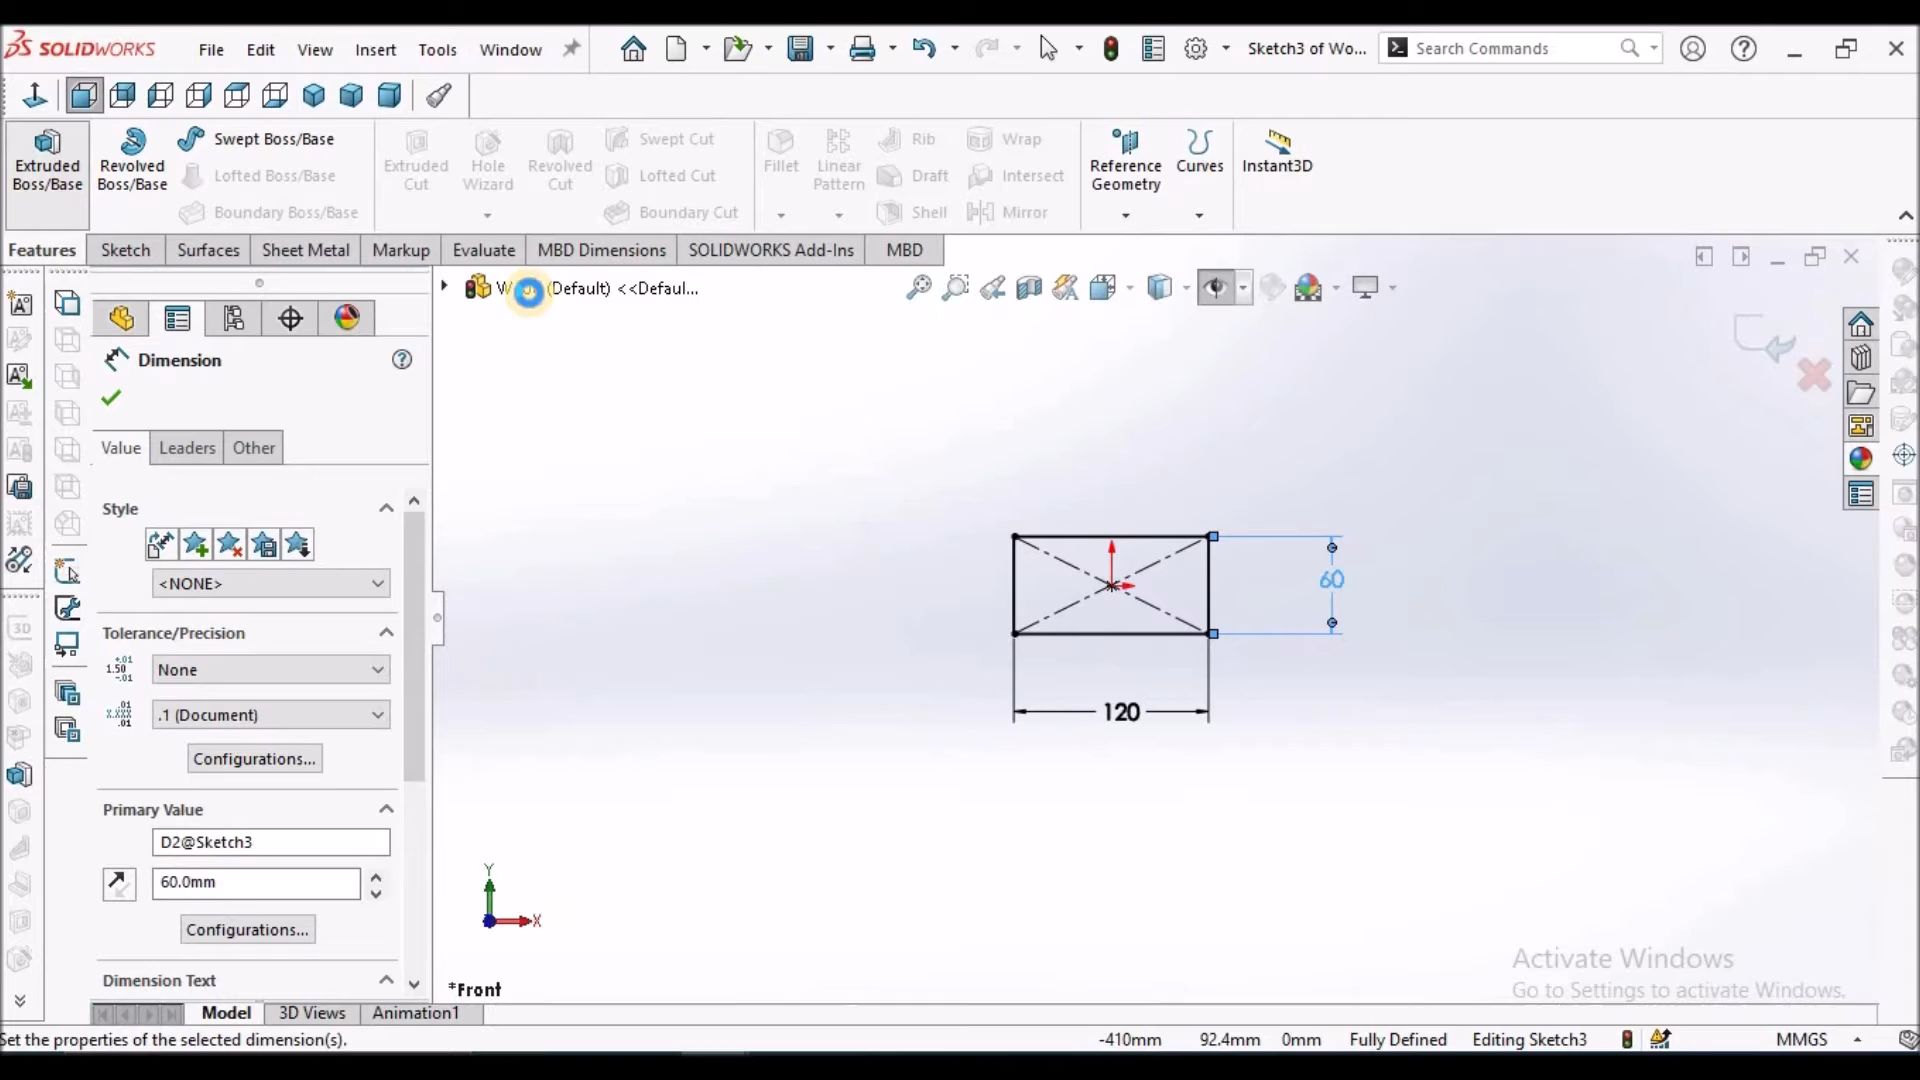 SOLIDWORKS File Edit View Insert Tools Window Sketch3 of Wo... Search Commands
Extruded Boss/Base
Revolved Boss/Base
Swept Boss/Base
Lofted Boss/Base
Boundary Boss/Base
Extruded Cut
Hole Wizard
Revolved Cut
Swept Cut
Lofted Cut
Boundary Cut
Fillet
Linear Pattern
Rib
Draft
Shell
Wrap
Intersect
Mirror
Reference Geometry
Curves
Instant3D
Features Sketch Surfaces Sheet Metal Markup Evaluate MBD Dimensions SOLIDWORKS Add-Ins MBD
(Default) <<Defaul...
Dimension
Value Leaders Other
Style
<NONE>
Tolerance/Precision
None
.1 (Document)
Configurations...
Primary Value
D2@Sketch3
60.0mm
Configurations...
Dimension Text
60
120
Y
X
*Front
Activate Windows
Go to Settings to activate Windows.
Model 3D Views Animation1
Set the properties of the selected dimension(s). -410mm 92.4mm 0mm Fully Defined Editing Sketch3 MMGS